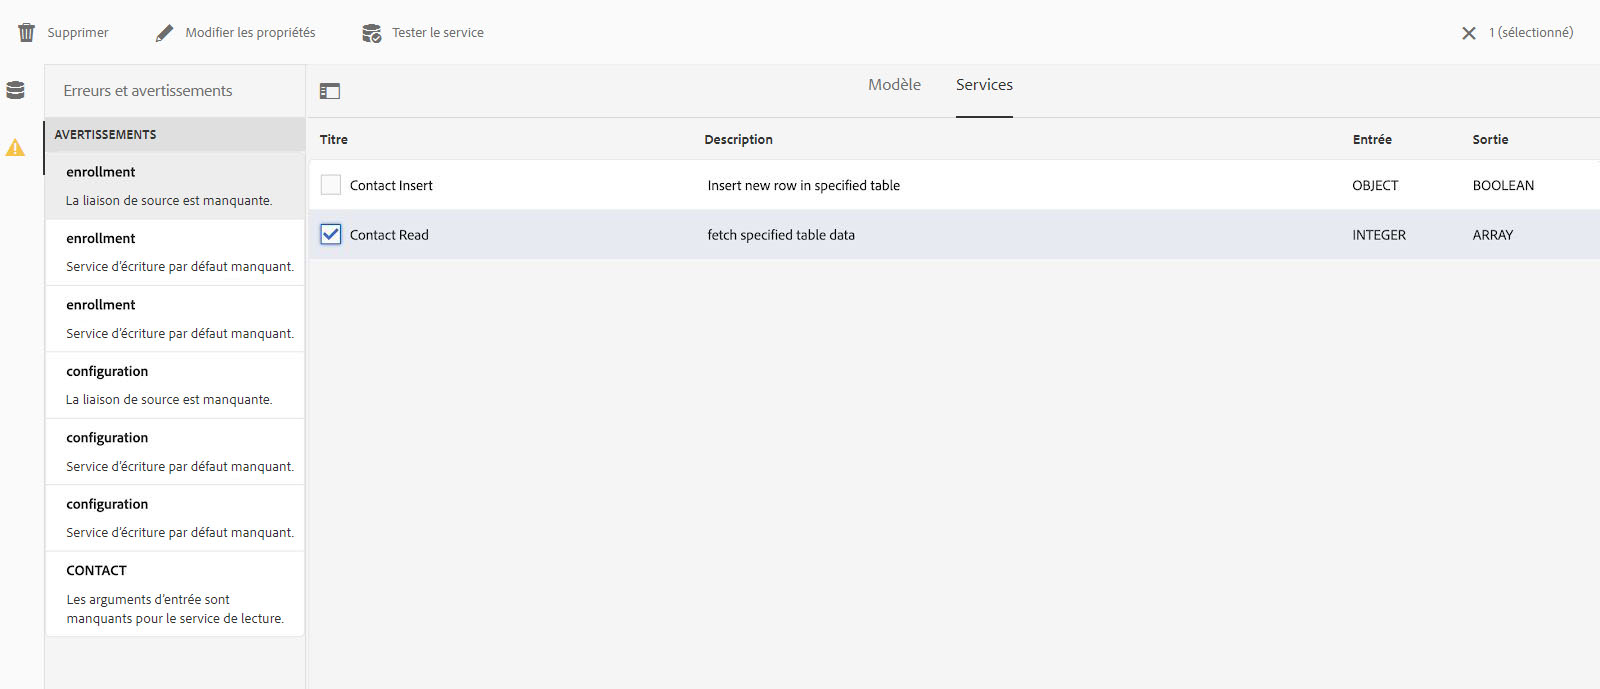 Supprimer
Modifier les propriétés
Tester le service
1 (sélectionné)
Erreurs et avertissements
AVERTISSEMENTS
enrollment
La liaison de source est manquante.
enrollment
Service d'écriture par défaut manquant.
enrollment
Service d'écriture par défaut manquant.
configuration
La liaison de source est manquante.
configuration
Service d'écriture par défaut manquant.
configuration
Service d'écriture par défaut manquant.
CONTACT
Les arguments d'entrée sont
manquants pour le service de lecture.
Modèle
Services
Titre Description Entrée Sortie
Contact Insert Insert new row in specified table OBJECT BOOLEAN
Contact Read fetch specified table data INTEGER ARRAY